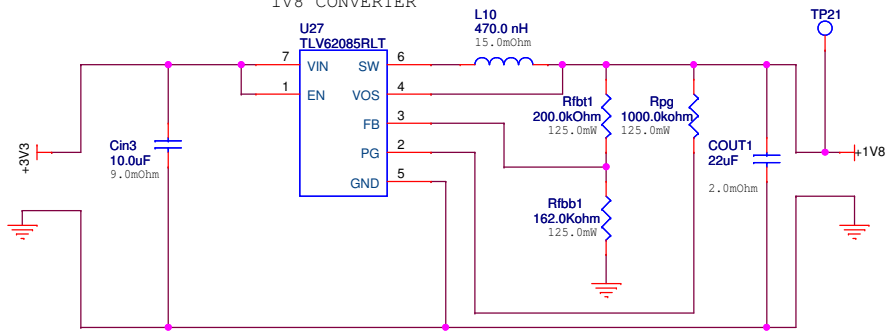 1V8 CONVERTER
U27
TLV62085RLT
7 VIN
1 EN
SW 6
VOS 4
FB 3
PG 2
GND 5
L10
470.0 nH
15.0mOhm
TP21
+3V3
Cin3
10.0uF
9.0mOhm
Rfbt1
200.0kOhm
125.0mW
Rpg
1000.0kohm
125.0mW
COUT1
22uF
2.0mOhm
+1V8
Rfbb1
162.0Kohm
125.0mW